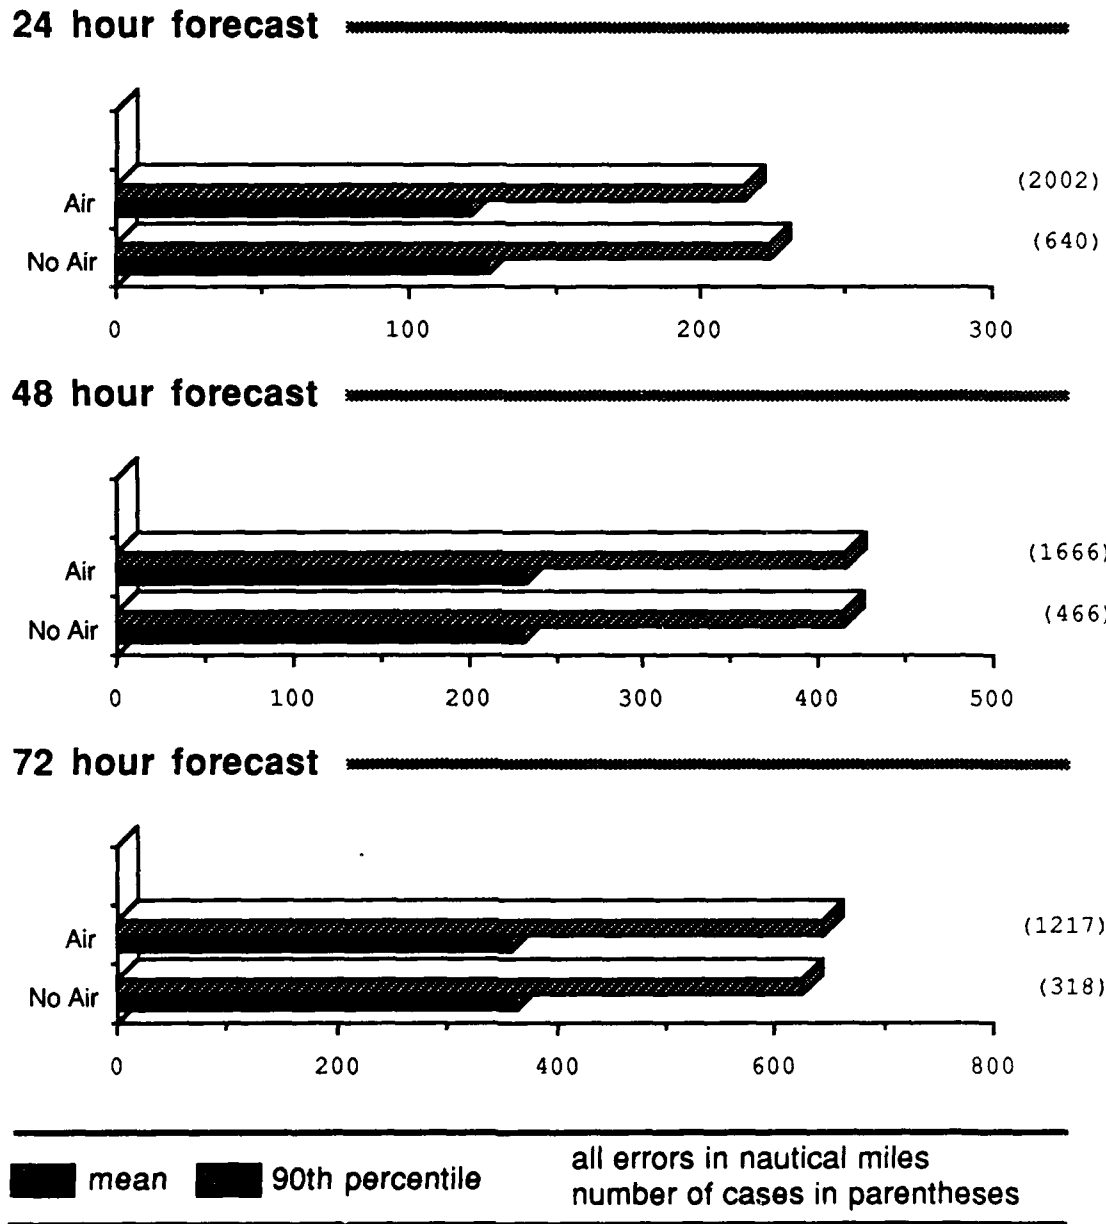 24 hour forecast
Air (2002)
No Air (640)
0 100 200 300
48 hour forecast
Air (1666)
No Air (466)
0 100 200 300 400 500
72 hour forecast
Air (1217)
No Air (318)
0 200 400 600 800
mean 90th percentile all errors in nautical miles
number of cases in parentheses